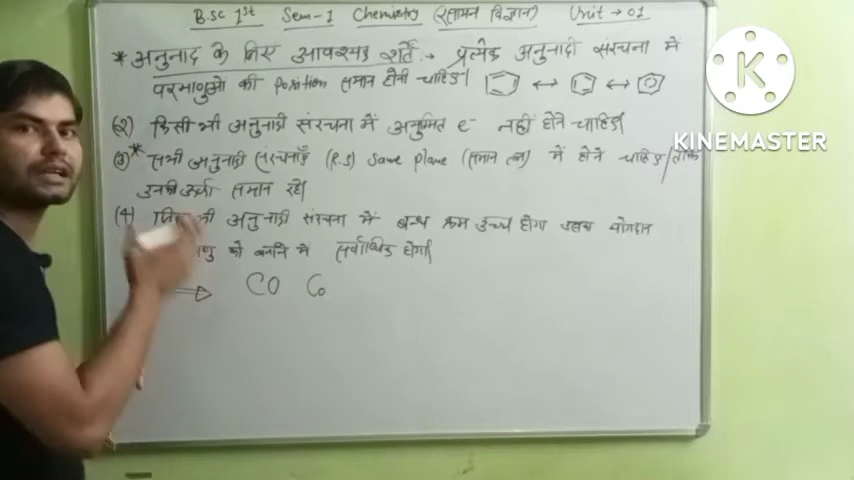 B.SC 1st Sem-1 Chemistry (रसायन विज्ञान) Unit → 01
* अनुनाद के लिए आवश्यक शर्तें → प्रत्येक अनुनादी संरचना में
परमाणुओं की Position समान होनी चाहिए।
(2) किसी भी अनुनादी संरचना में अयुग्मित e⁻ नहीं होने चाहिए।
(3)* सभी अनुनादी संरचनाएँ (R.S) Same plane (समान तल) में होने चाहिए/ताकि
उनकी ऊर्जा समान रहे।
(4) अनुनादी संरचना में बन्ध क्रम उच्च होगा उसका योगदान
को बनाने में सर्वाधिक होगा।
→ CO
K
KINEMASTER